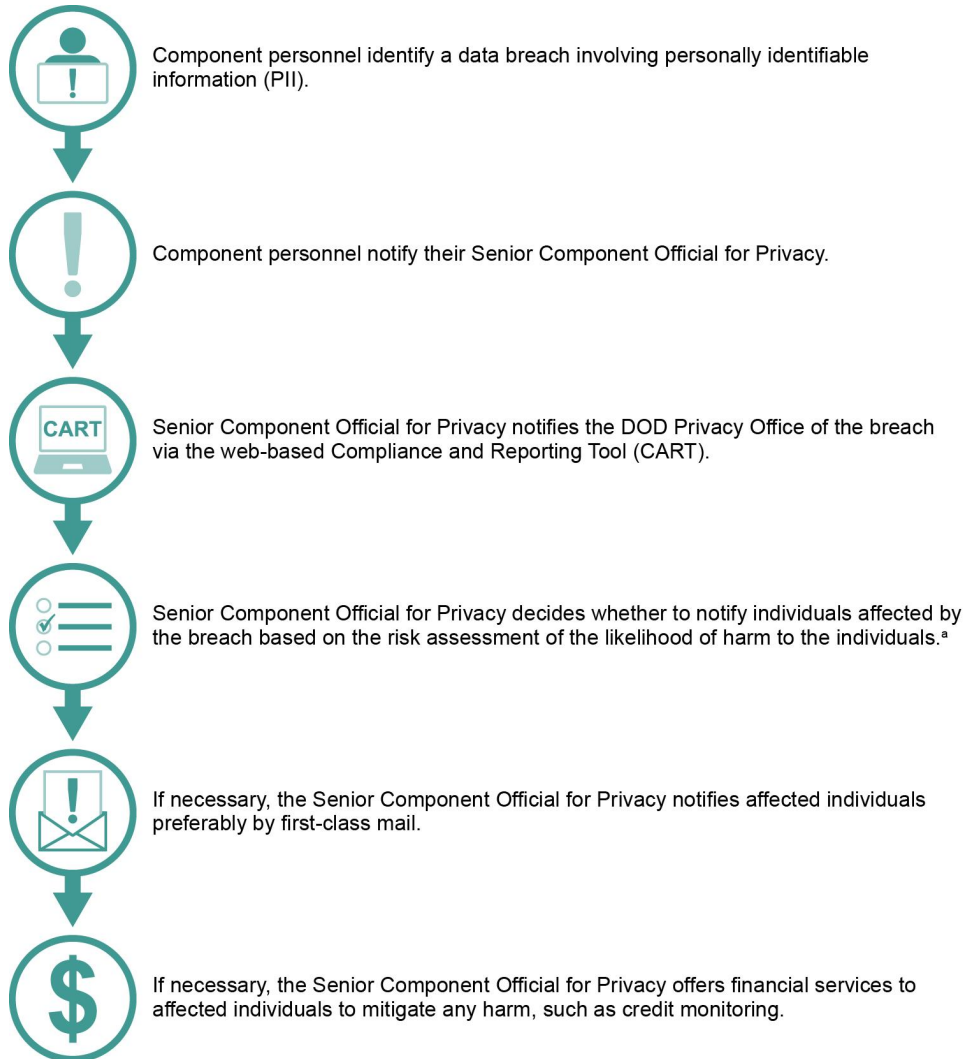 Component personnel identify a data breach involving personally identifiable
information (PII).
Component personnel notify their Senior Component Official for Privacy.
CART
Senior Component Official for Privacy notifies the DOD Privacy Office of the breach
via the web-based Compliance and Reporting Tool (CART).
Senior Component Official for Privacy decides whether to notify individuals affected by
the breach based on the risk assessment of the likelihood of harm to the individuals.ᵃ
If necessary, the Senior Component Official for Privacy notifies affected individuals
preferably by first-class mail.
$
If necessary, the Senior Component Official for Privacy offers financial services to
affected individuals to mitigate any harm, such as credit monitoring.